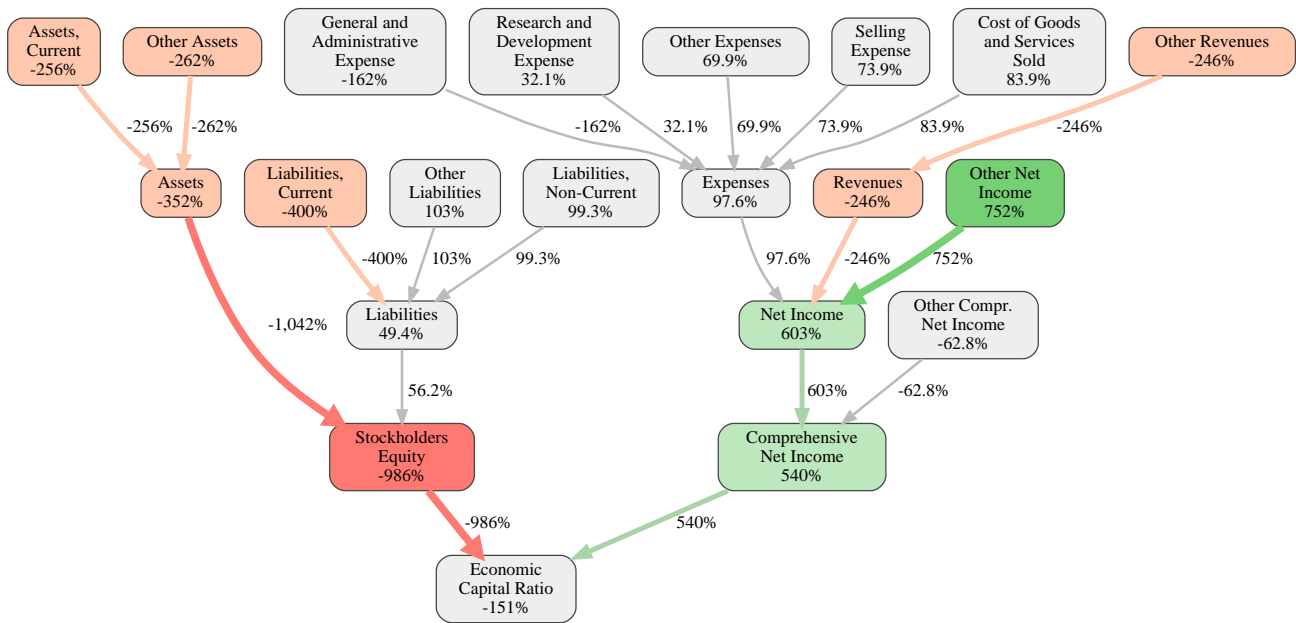 Assets,
Current
-256%
Other Assets
-262%
General and
Administrative
Expense
-162%
Research and
Development
Expense
32.1%
Other Expenses
69.9%
Selling
Expense
73.9%
Cost of Goods
and Services
Sold
83.9%
Other Revenues
-246%
-256%
-262%
-162%
32.1%
69.9%
73.9%
83.9%
-246%
Assets
-352%
Liabilities,
Current
-400%
Other
Liabilities
103%
Liabilities,
Non-Current
99.3%
Expenses
97.6%
Revenues
-246%
Other Net
Income
752%
-400%
103%
99.3%
97.6%
-246%
752%
-1,042%
Liabilities
49.4%
Net Income
603%
Other Compr.
Net Income
-62.8%
56.2%
603%
-62.8%
Stockholders
Equity
-986%
Comprehensive
Net Income
540%
-986%
540%
Economic
Capital Ratio
-151%